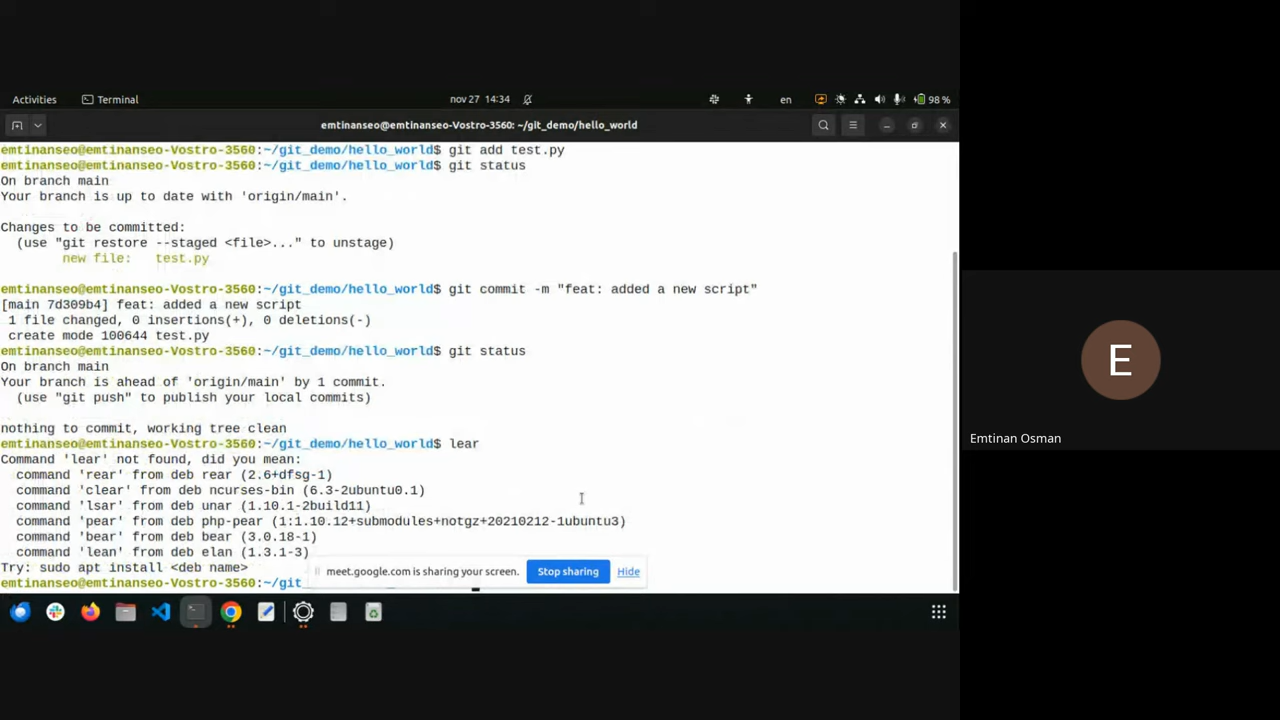 Activities
Terminal
nov 27 14:34
en
98 %
emtinanseo@emtinanseo-Vostro-3560: ~/git_demo/hello_world
emtinanseo@emtinanseo-Vostro-3560:~/git_demo/hello_world$ git add test.py
emtinanseo@emtinanseo-Vostro-3560:~/git_demo/hello_world$ git status
On branch main
Your branch is up to date with 'origin/main'.
Changes to be committed:
(use "git restore --staged <file>..." to unstage)
new file: test.py
emtinanseo@emtinanseo-Vostro-3560:~/git_demo/hello_world$ git commit -m "feat: added a new script"
[main 7d309b4] feat: added a new script
1 file changed, 0 insertions(+), 0 deletions(-)
create mode 100644 test.py
emtinanseo@emtinanseo-Vostro-3560:~/git_demo/hello_world$ git status
On branch main
Your branch is ahead of 'origin/main' by 1 commit.
(use "git push" to publish your local commits)
nothing to commit, working tree clean
emtinanseo@emtinanseo-Vostro-3560:~/git_demo/hello_world$ lear
Command 'lear' not found, did you mean:
command 'rear' from deb rear (2.6+dfsg-1)
command 'clear' from deb ncurses-bin (6.3-2ubuntu0.1)
command 'lsar' from deb unar (1.10.1-2build11)
command 'pear' from deb php-pear (1:1.10.12+submodules+notgz+20210212-1ubuntu3)
command 'bear' from deb bear (3.0.18-1)
command 'lean' from deb elan (1.3.1-3)
Try: sudo apt install <deb name>
emtinanseo@emtinanseo-Vostro-3560:~/git
meet.google.com is sharing your screen.
Stop sharing
Hide
E
Emtinan Osman